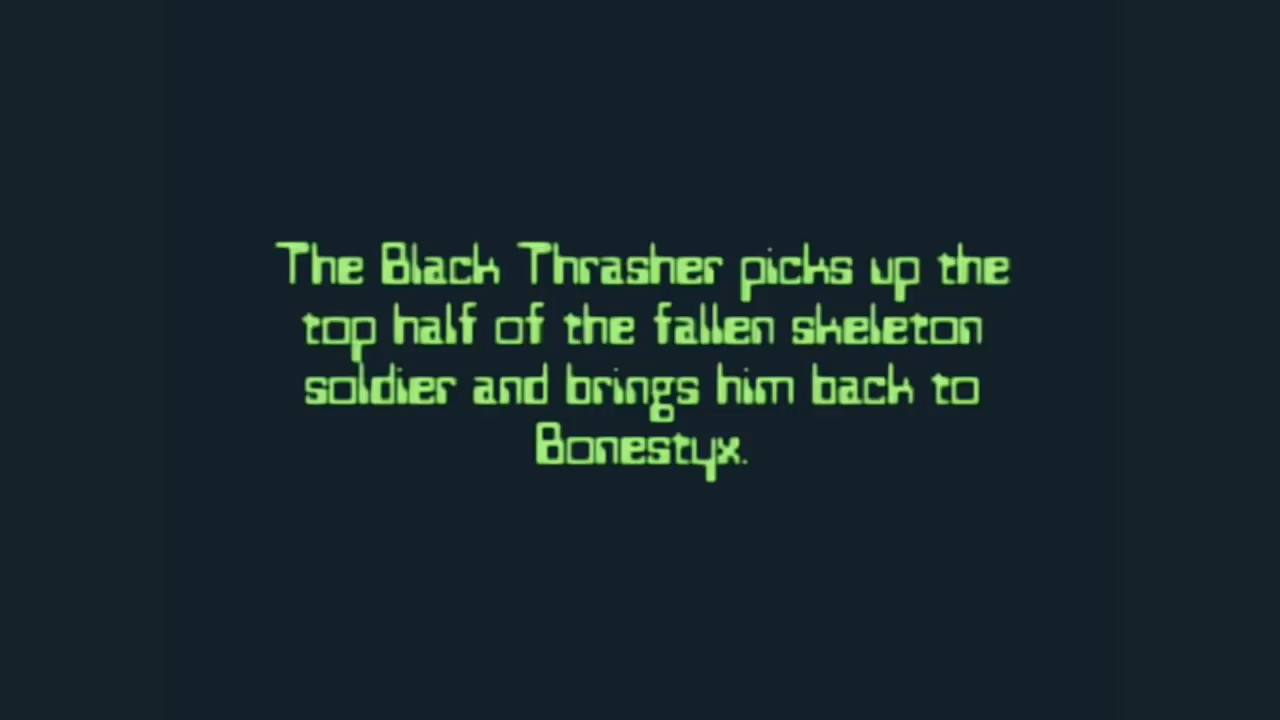 The Black Thrasher picks up the
top half of the fallen skeleton
soldier and brings him back to
Bonestyx.